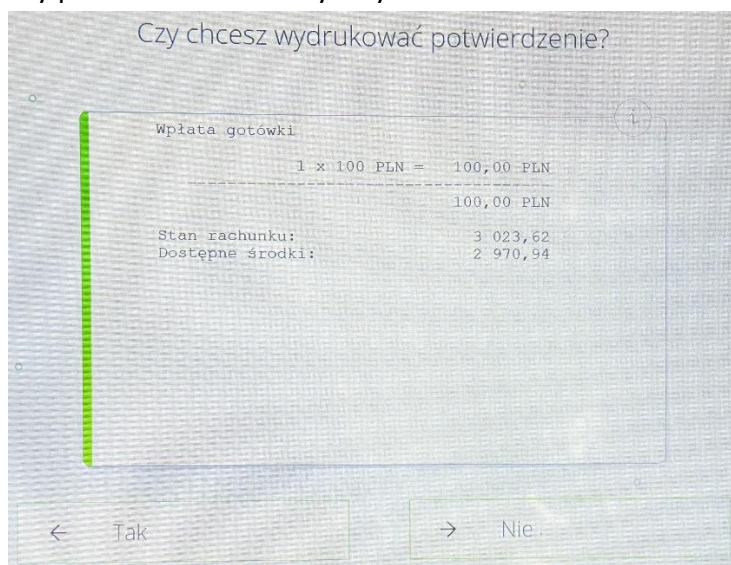 Czy chcesz wydrukować potwierdzenie?
i
Wpłata gotówki
1 x 100 PLN = 100,00 PLN
--------------------------------
100,00 PLN
Stan rachunku: 3 023,62
Dostępne środki: 2 970,94
← Tak → Nie